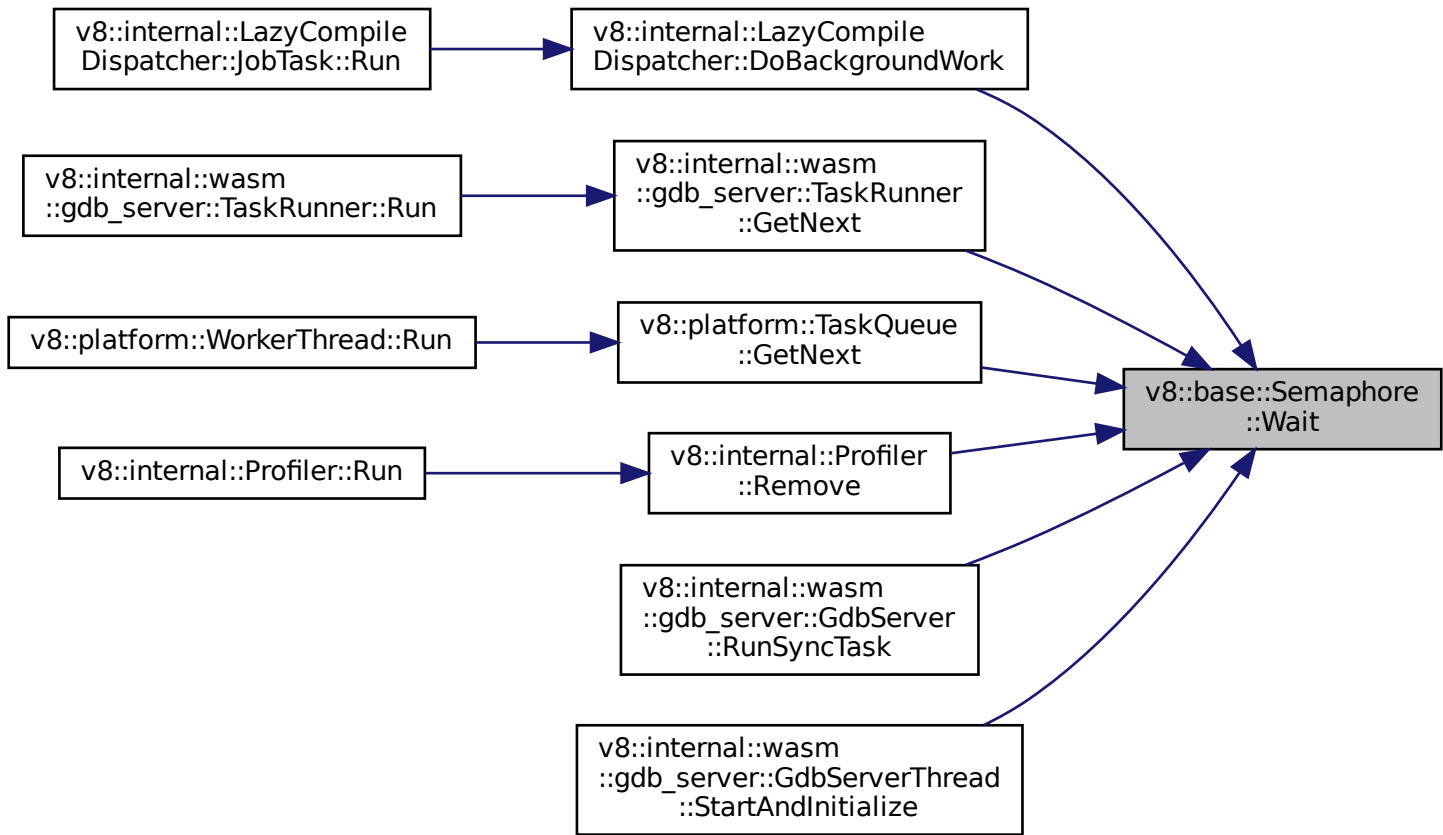 v8::internal::LazyCompile
Dispatcher::JobTask::Run
v8::internal::LazyCompile
Dispatcher::DoBackgroundWork
v8::internal::wasm
::gdb_server::TaskRunner::Run
v8::internal::wasm
::gdb_server::TaskRunner
::GetNext
v8::platform::WorkerThread::Run
v8::platform::TaskQueue
::GetNext
v8::base::Semaphore
::Wait
v8::internal::Profiler::Run
v8::internal::Profiler
::Remove
v8::internal::wasm
::gdb_server::GdbServer
::RunSyncTask
v8::internal::wasm
::gdb_server::GdbServerThread
::StartAndInitialize